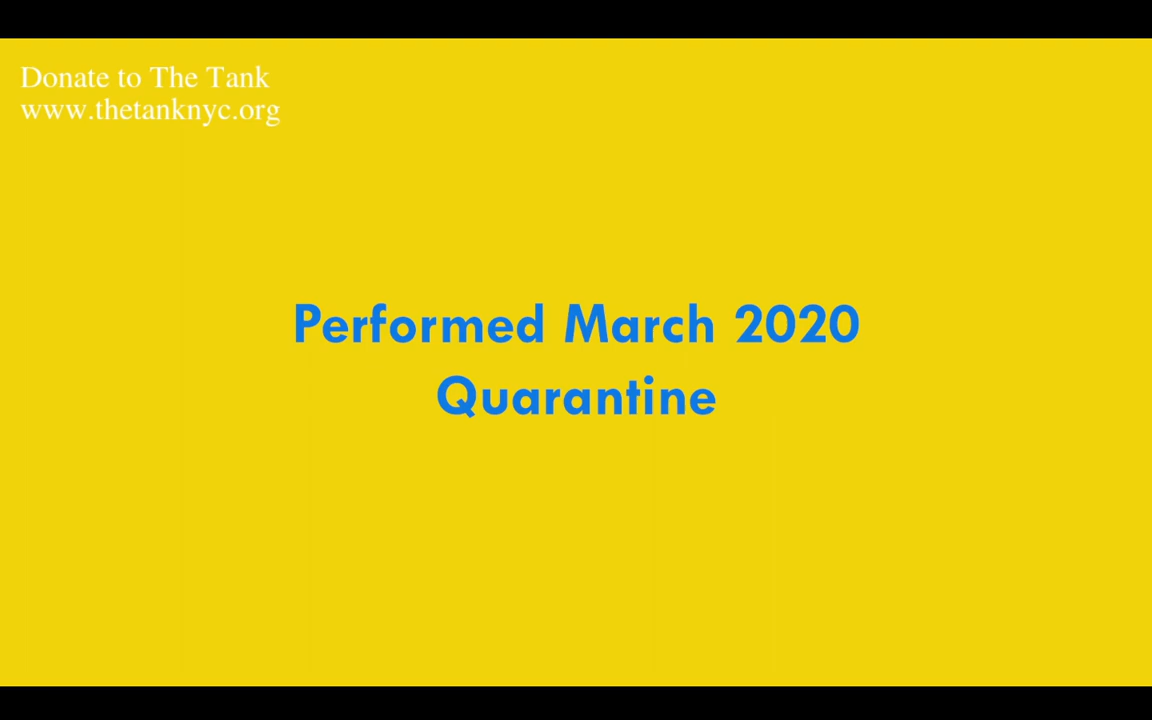 Donate to The Tank
www.thetanknyc.org
Performed March 2020
Quarantine